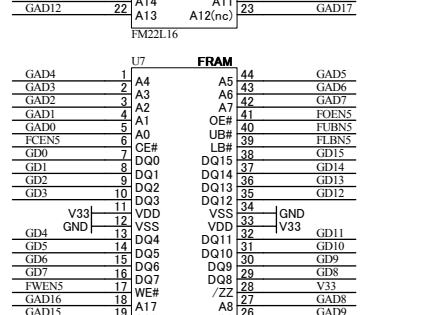 GAD12 22 A14 A11 23 GAD17
A13 A12(nc)
FM22L16
U7 FRAM
GAD4 1 A4 A5 44 GAD5
GAD3 2 A3 A6 43 GAD6
GAD2 3 A2 A7 42 GAD7
GAD1 4 A1 OE# 41 FOEN5
GAD0 5 A0 UB# 40 FUBN5
FCEN5 6 CE# LB# 39 FLBN5
GD0 7 DQ0 DQ15 38 GD15
GD1 8 DQ1 DQ14 37 GD14
GD2 9 DQ2 DQ13 36 GD13
GD3 10 DQ3 DQ12 35 GD12
V33 11 VDD VSS 34 GND
GND 12 VSS VDD 33 V33
GD4 13 DQ4 DQ11 32 GD11
GD5 14 DQ5 DQ10 31 GD10
GD6 15 DQ6 DQ9 30 GD9
GD7 16 DQ7 DQ8 29 GD8
FWEN5 17 WE# /ZZ 28 V33
GAD16 18 A17 A8 27 GAD8
GAD15 19 26 GAD9